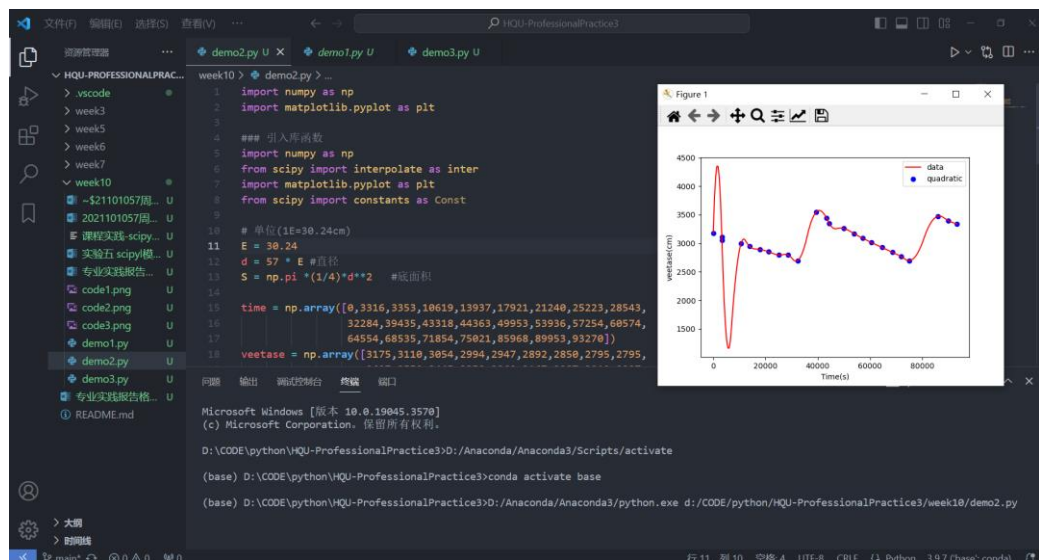 文件(F) 编辑(E) 选择(S) 查看(V) ··· HQU-ProfessionalPractice3
资源管理器 ···
demo2.py U × demo1.py U demo3.py U
HQU-PROFESSIONALPRAC...
week10 > demo2.py > ...
.vscode
week3
week5
week6
week7
week10
~$21101057周... U
2021101057周... U
课程实践-scipy... U
实验五 scipyl模... U
专业实践报告... U
code1.png U
code2.png U
code3.png U
demo1.py U
demo2.py U
demo3.py U
专业实践报告格... U
README.md
大纲
时间线
1 import numpy as np
2 import matplotlib.pyplot as plt
3
4 ### 引入库函数
5 import numpy as np
6 from scipy import interpolate as inter
7 import matplotlib.pyplot as plt
8 from scipy import constants as Const
9
10 # 单位(1E=30.24cm)
11 E = 30.24
12 d = 57 * E #直径
13 S = np.pi *(1/4)*d**2 #底面积
14
15 time = np.array([0,3316,3353,10619,13937,17921,21240,25223,28543,
16 32284,39435,43318,44363,49953,53936,57254,60574,
17 64554,68535,71854,75021,85968,89953,93270])
18 veetase = np.array([3175,3110,3054,2994,2947,2892,2850,2795,2795,
Figure 1
data
quadratic
4500
4000
3500
3000
2500
2000
1500
veetase(cm)
0 20000 40000 60000 80000
Time(s)
问题 输出 调试控制台 终端 端口
Microsoft Windows [版本 10.0.19045.3570]
(c) Microsoft Corporation。保留所有权利。
D:\CODE\python\HQU-ProfessionalPractice3>D:/Anaconda/Anaconda3/Scripts/activate
(base) D:\CODE\python\HQU-ProfessionalPractice3>conda activate base
(base) D:\CODE\python\HQU-ProfessionalPractice3>D:/Anaconda/Anaconda3/python.exe d:/CODE/python/HQU-ProfessionalPractice3/week10/demo2.py
main* 0 0 0 行 11, 列 10 空格: 4 UTF-8 CRLF Python 3.9.7 ('base': conda)